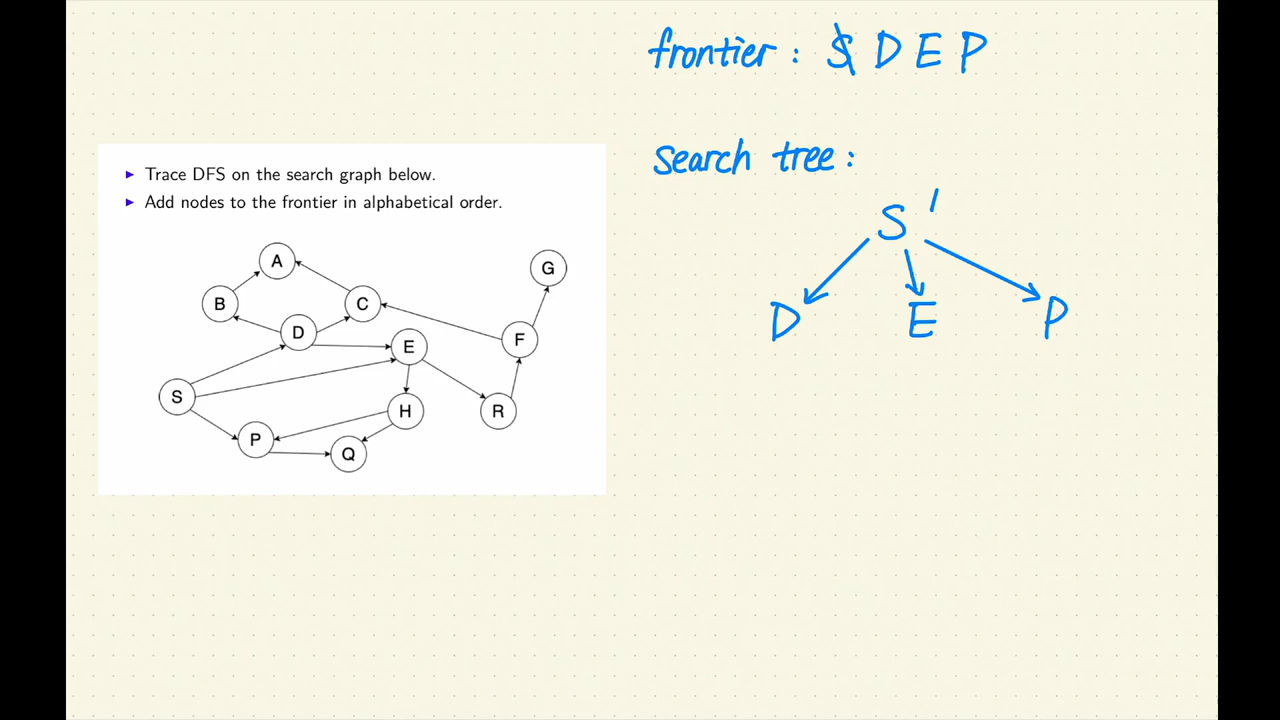 frontier : S D E P
search tree :
S 1
D E P
▶ Trace DFS on the search graph below.
▶ Add nodes to the frontier in alphabetical order.
A
G
B
C
D
E
F
S
H
R
P
Q